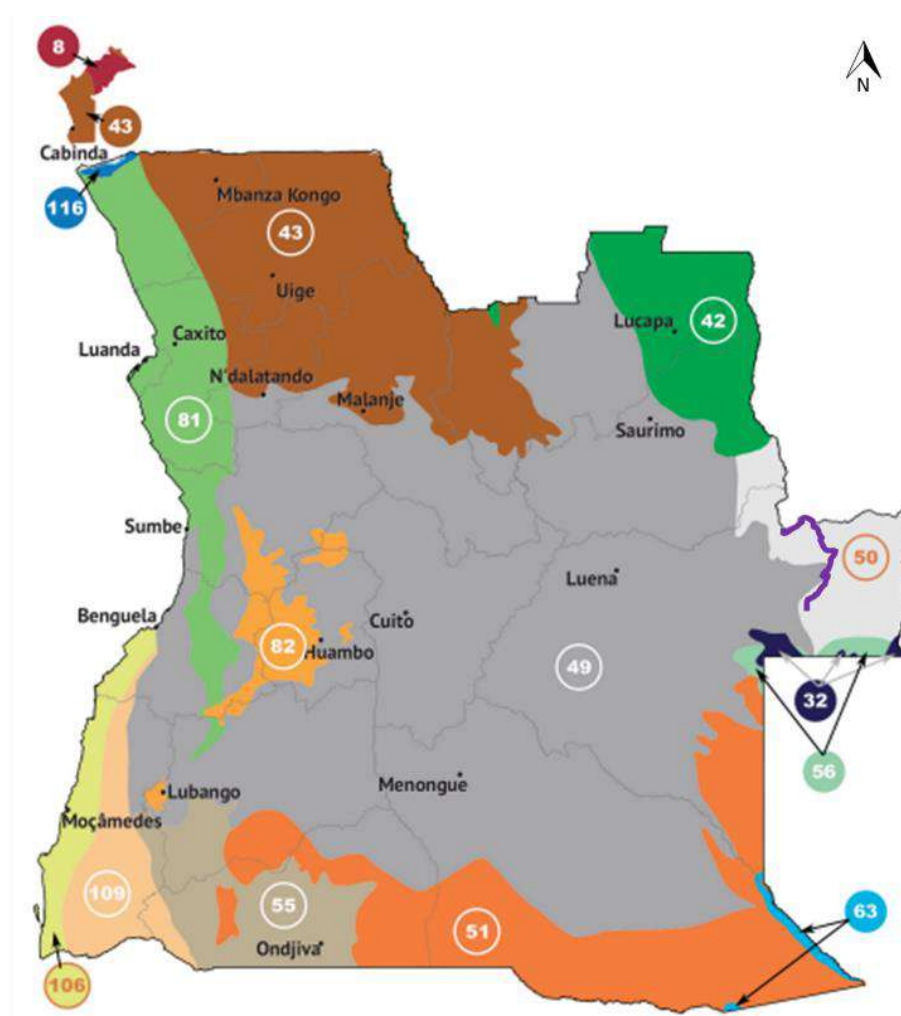 8
N
43
Cabinda
116
Mbanza Kongo
43
Uige
Lucapa
42
Caxito
Luanda
N'dalatando
Malanje
81
Saurimo
Sumbe
50
Luena
Benguela
Cuito
82
Huambo
49
32
56
Menongue
Lubango
Moçâmedes
109
55
63
51
Ondjiva
106